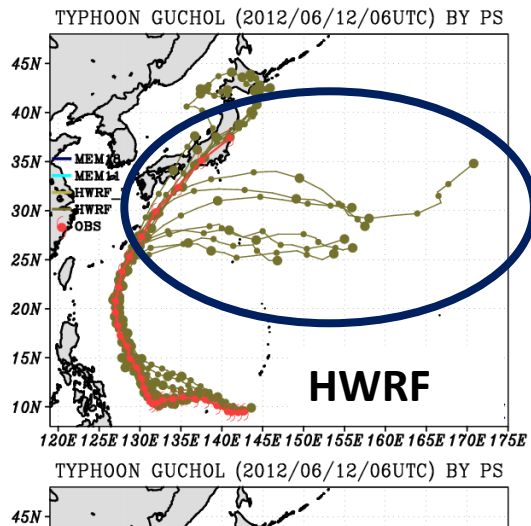 TYPHOON GUCHOL (2012/06/12/06UTC) BY PS
45N
40N
35N
30N
25N
20N
15N
10N
MEM11
HWRF
HWRF
OBS
HWRF
120E 125E 130E 135E 140E 145E 150E 155E 160E 165E 170E 175E
TYPHOON GUCHOL (2012/06/12/06UTC) BY PS
45N